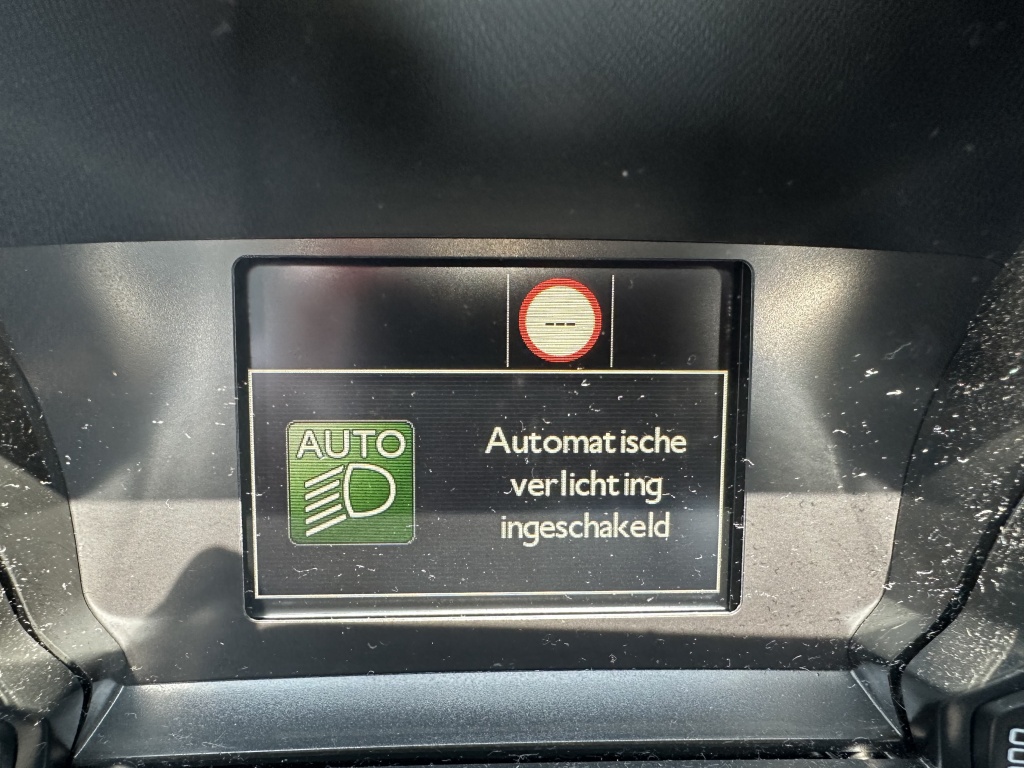 ---
AUTO
Automatische
verlichting
ingeschakeld